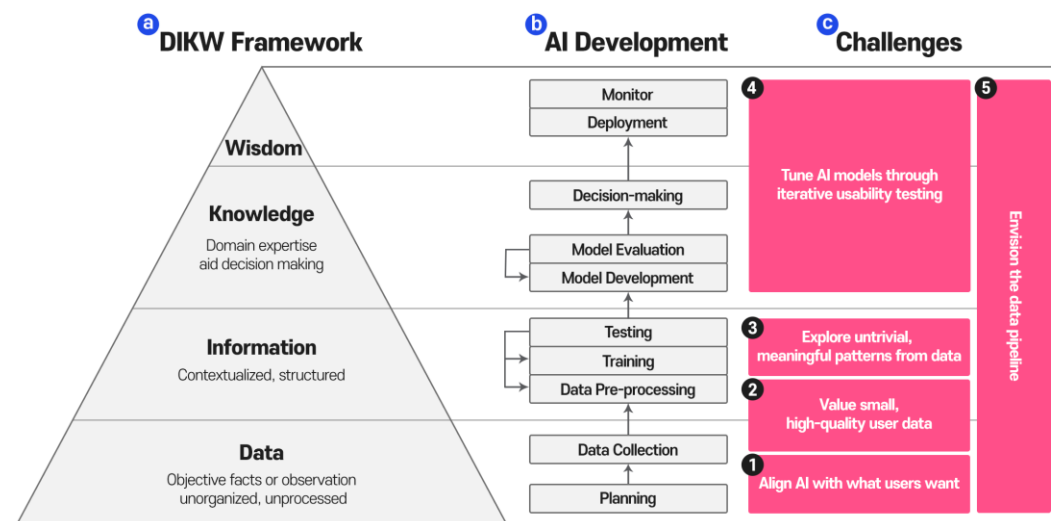 a DIKW Framework
Wisdom
Knowledge
Domain expertise
aid decision making
Information
Contextualized, structured
Data
Objective facts or observation
unorganized, unprocessed
b AI Development
Monitor
Deployment
Decision-making
Model Evaluation
Model Development
Testing
Training
Data Pre-processing
Data Collection
Planning
c Challenges
4
Tune AI models through
iterative usability testing
3
Explore untrivial,
meaningful patterns from data
2
Value small,
high-quality user data
1
Align AI with what users want
5
Envision the data pipeline